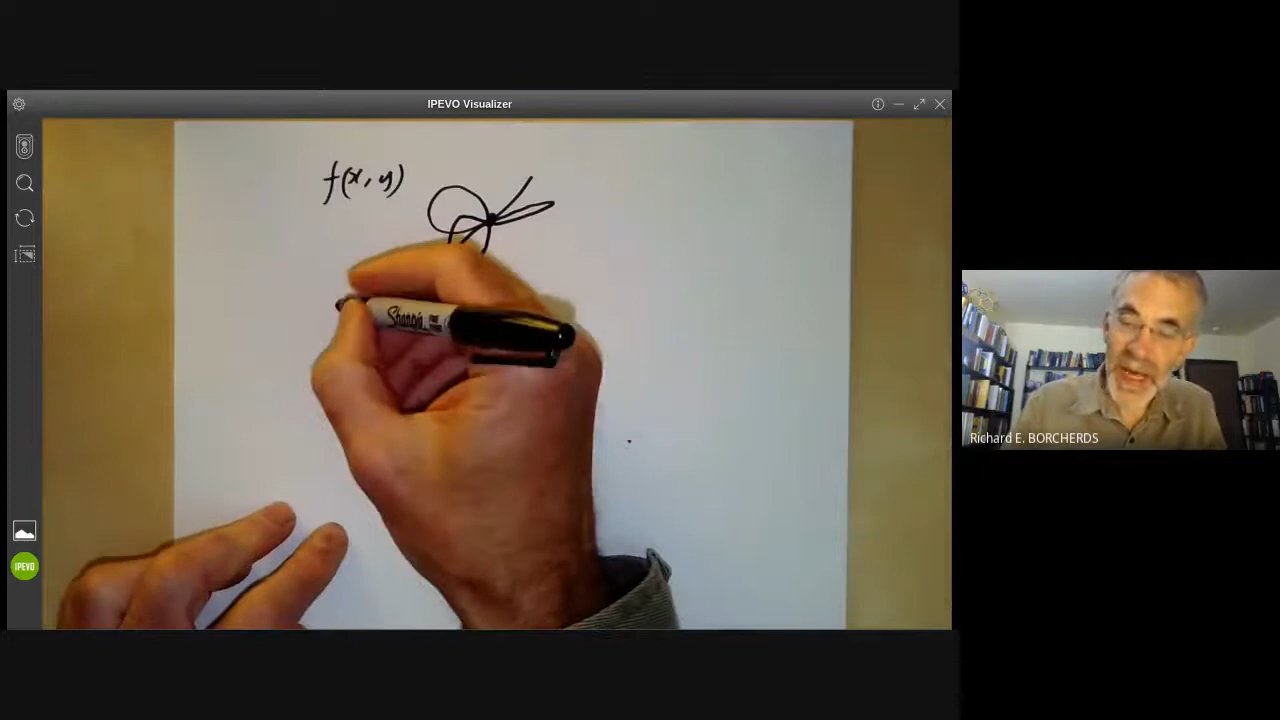 IPEVO Visualizer
f(x, y)
Sharpie
IPEVO
Richard E. BORCHERDS